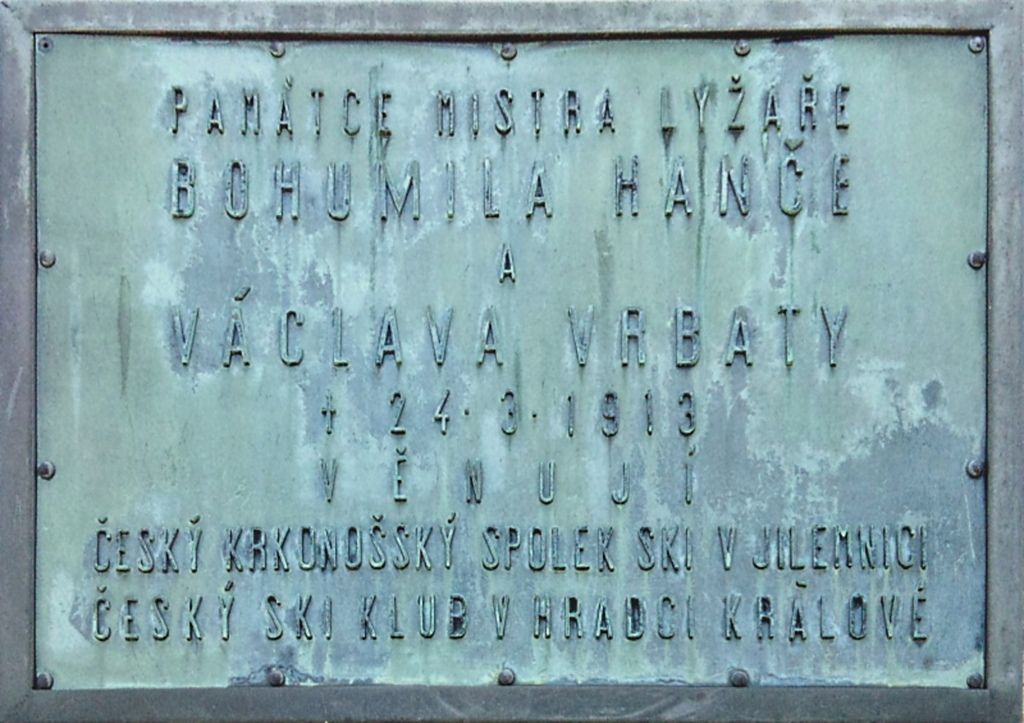 PAMÁTCE MISTRA LYŽAŘE
BOHUMILA HANČE
A
VÁCLAVA VRBATY
† 24·3·1913
VĚNUJÍ
ČESKÝ KRKONOŠSKÝ SPOLEK SKI V JILEMNICI
ČESKÝ SKI KLUB V HRADCI KRÁLOVÉ